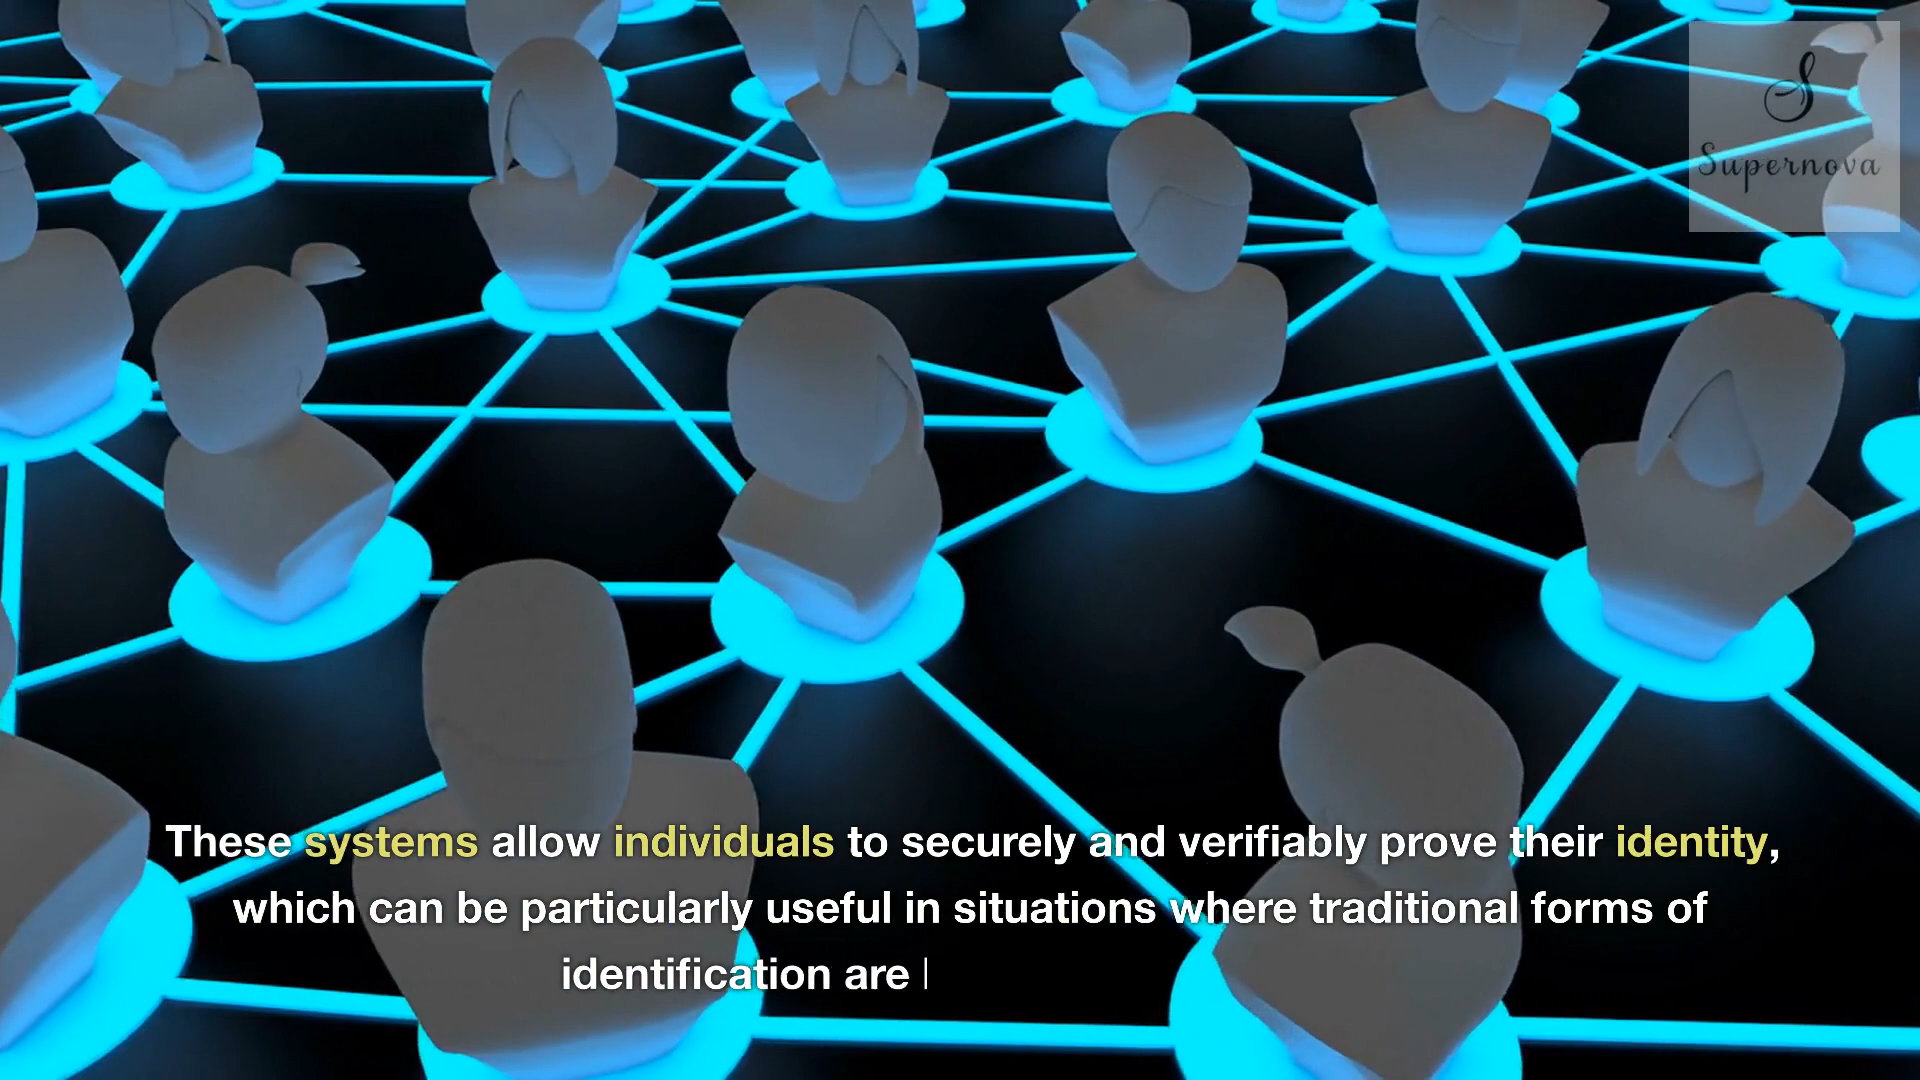 S
Supernova
These systems allow individuals to securely and verifiably prove their identity,
which can be particularly useful in situations where traditional forms of
identification are